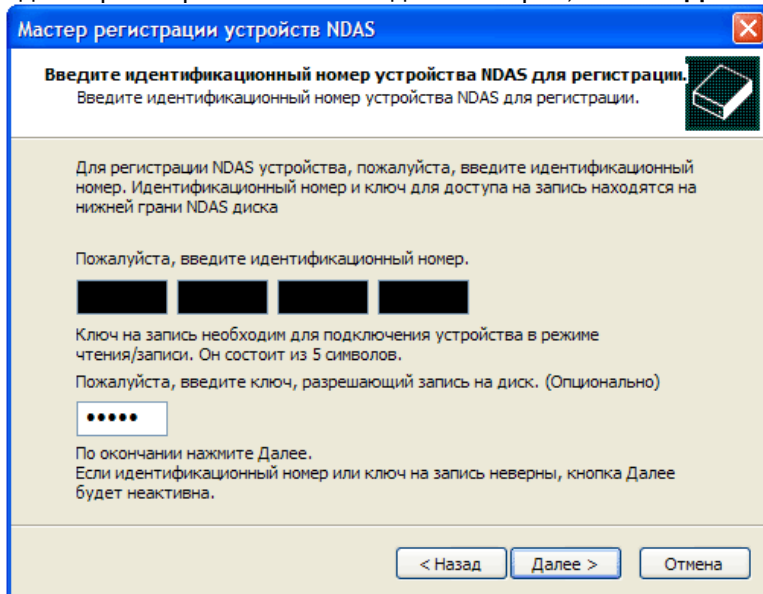 Мастер регистрации устройств NDAS
Введите идентификационный номер устройства NDAS для регистрации.
Введите идентификационный номер устройства NDAS для регистрации.
Для регистрации NDAS устройства, пожалуйста, введите идентификационный
номер. Идентификационный номер и ключ для доступа на запись находятся на
нижней грани NDAS диска
Пожалуйста, введите идентификационный номер.
Ключ на запись необходим для подключения устройства в режиме
чтения/записи. Он состоит из 5 символов.
Пожалуйста, введите ключ, разрешающий запись на диск. (Опционально)
•••••
По окончании нажмите Далее.
Если идентификационный номер или ключ на запись неверны, кнопка Далее
будет неактивна.
< Назад Далее > Отмена